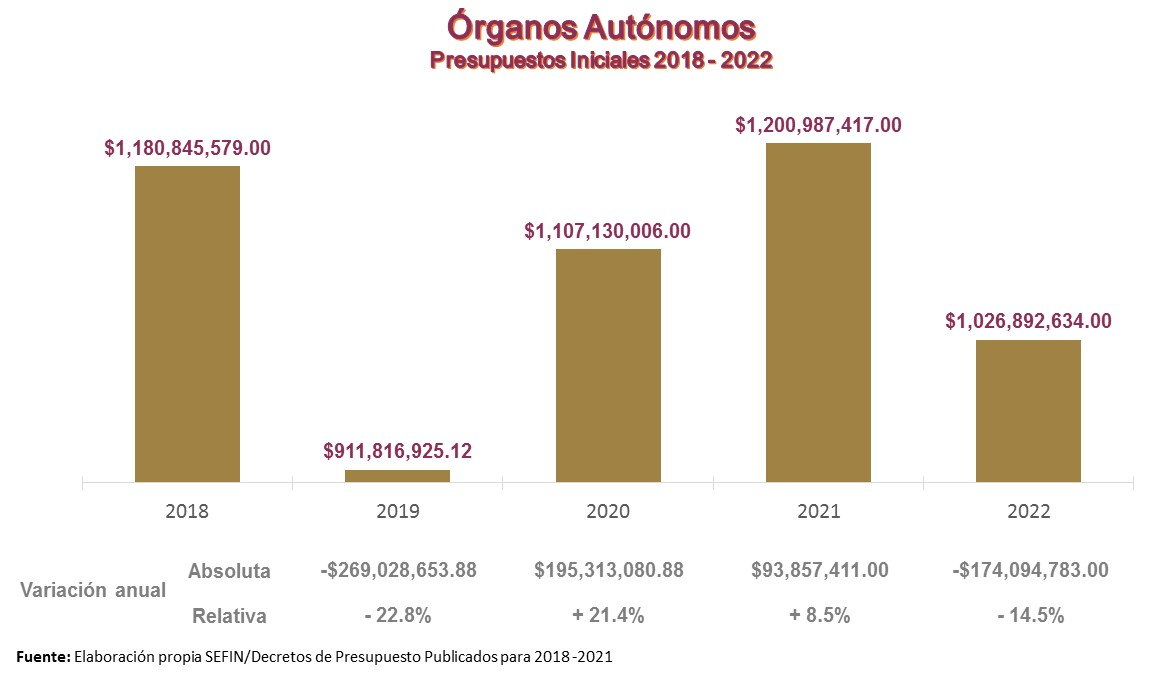 Órganos Autónomos
Presupuestos Iniciales 2018 - 2022
$1,180,845,579.00
$911,816,925.12
$1,107,130,006.00
$1,200,987,417.00
$1,026,892,634.00
2018 2019 2020 2021 2022
Variación anual
Absoluta -$269,028,653.88 $195,313,080.88 $93,857,411.00 -$174,094,783.00
Relativa - 22.8% + 21.4% + 8.5% - 14.5%
Fuente: Elaboración propia SEFIN/Decretos de Presupuesto Publicados para 2018 -2021